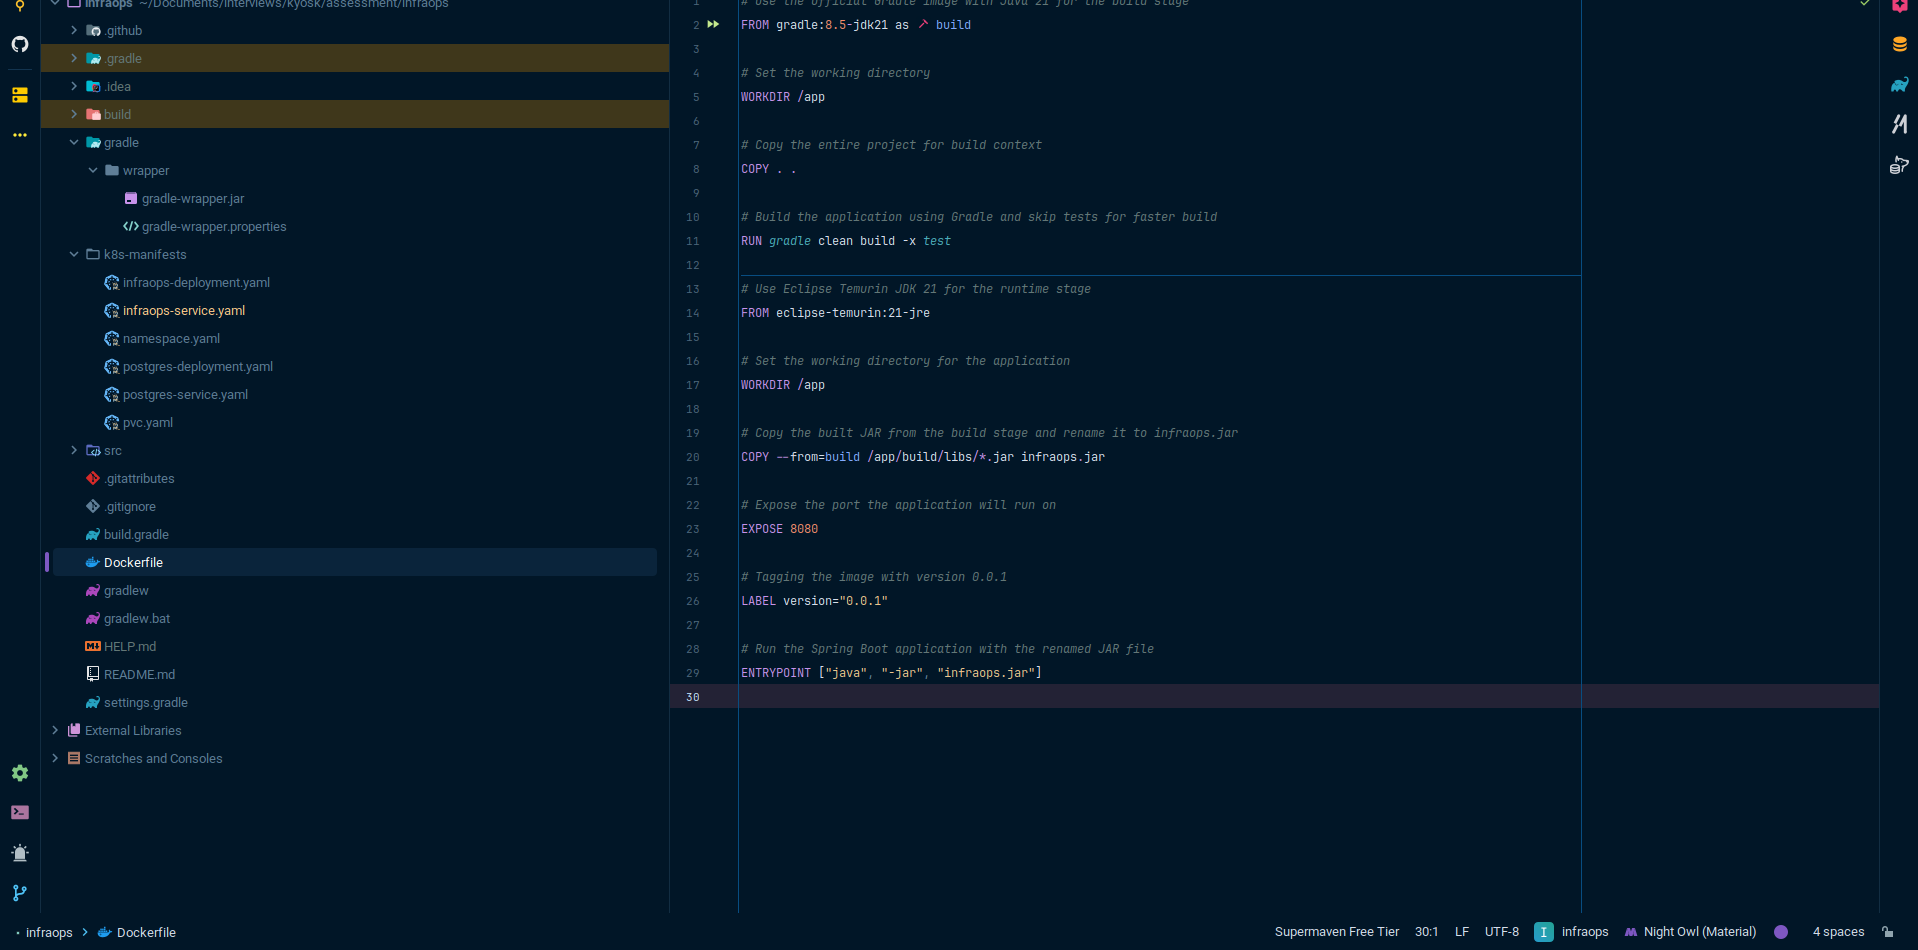 infraops ~/Documents/interviews/kyosk/assessment/infraops
.github
.gradle
.idea
build
gradle
wrapper
gradle-wrapper.jar
gradle-wrapper.properties
k8s-manifests
infraops-deployment.yaml
infraops-service.yaml
namespace.yaml
postgres-deployment.yaml
postgres-service.yaml
pvc.yaml
src
.gitattributes
.gitignore
build.gradle
Dockerfile
gradlew
gradlew.bat
HELP.md
README.md
settings.gradle
External Libraries
Scratches and Consoles
1 # Use the official Gradle image with Java 21 for the build stage
2 FROM gradle:8.5-jdk21 as build
3
4 # Set the working directory
5 WORKDIR /app
6
7 # Copy the entire project for build context
8 COPY . .
9
10 # Build the application using Gradle and skip tests for faster build
11 RUN gradle clean build -x test
12
13 # Use Eclipse Temurin JDK 21 for the runtime stage
14 FROM eclipse-temurin:21-jre
15
16 # Set the working directory for the application
17 WORKDIR /app
18
19 # Copy the built JAR from the build stage and rename it to infraops.jar
20 COPY --from=build /app/build/libs/*.jar infraops.jar
21
22 # Expose the port the application will run on
23 EXPOSE 8080
24
25 # Tagging the image with version 0.0.1
26 LABEL version="0.0.1"
27
28 # Run the Spring Boot application with the renamed JAR file
29 ENTRYPOINT ["java", "-jar", "infraops.jar"]
30
infraops > Dockerfile
Supermaven Free Tier 30:1 LF UTF-8 I infraops Night Owl (Material) 4 spaces